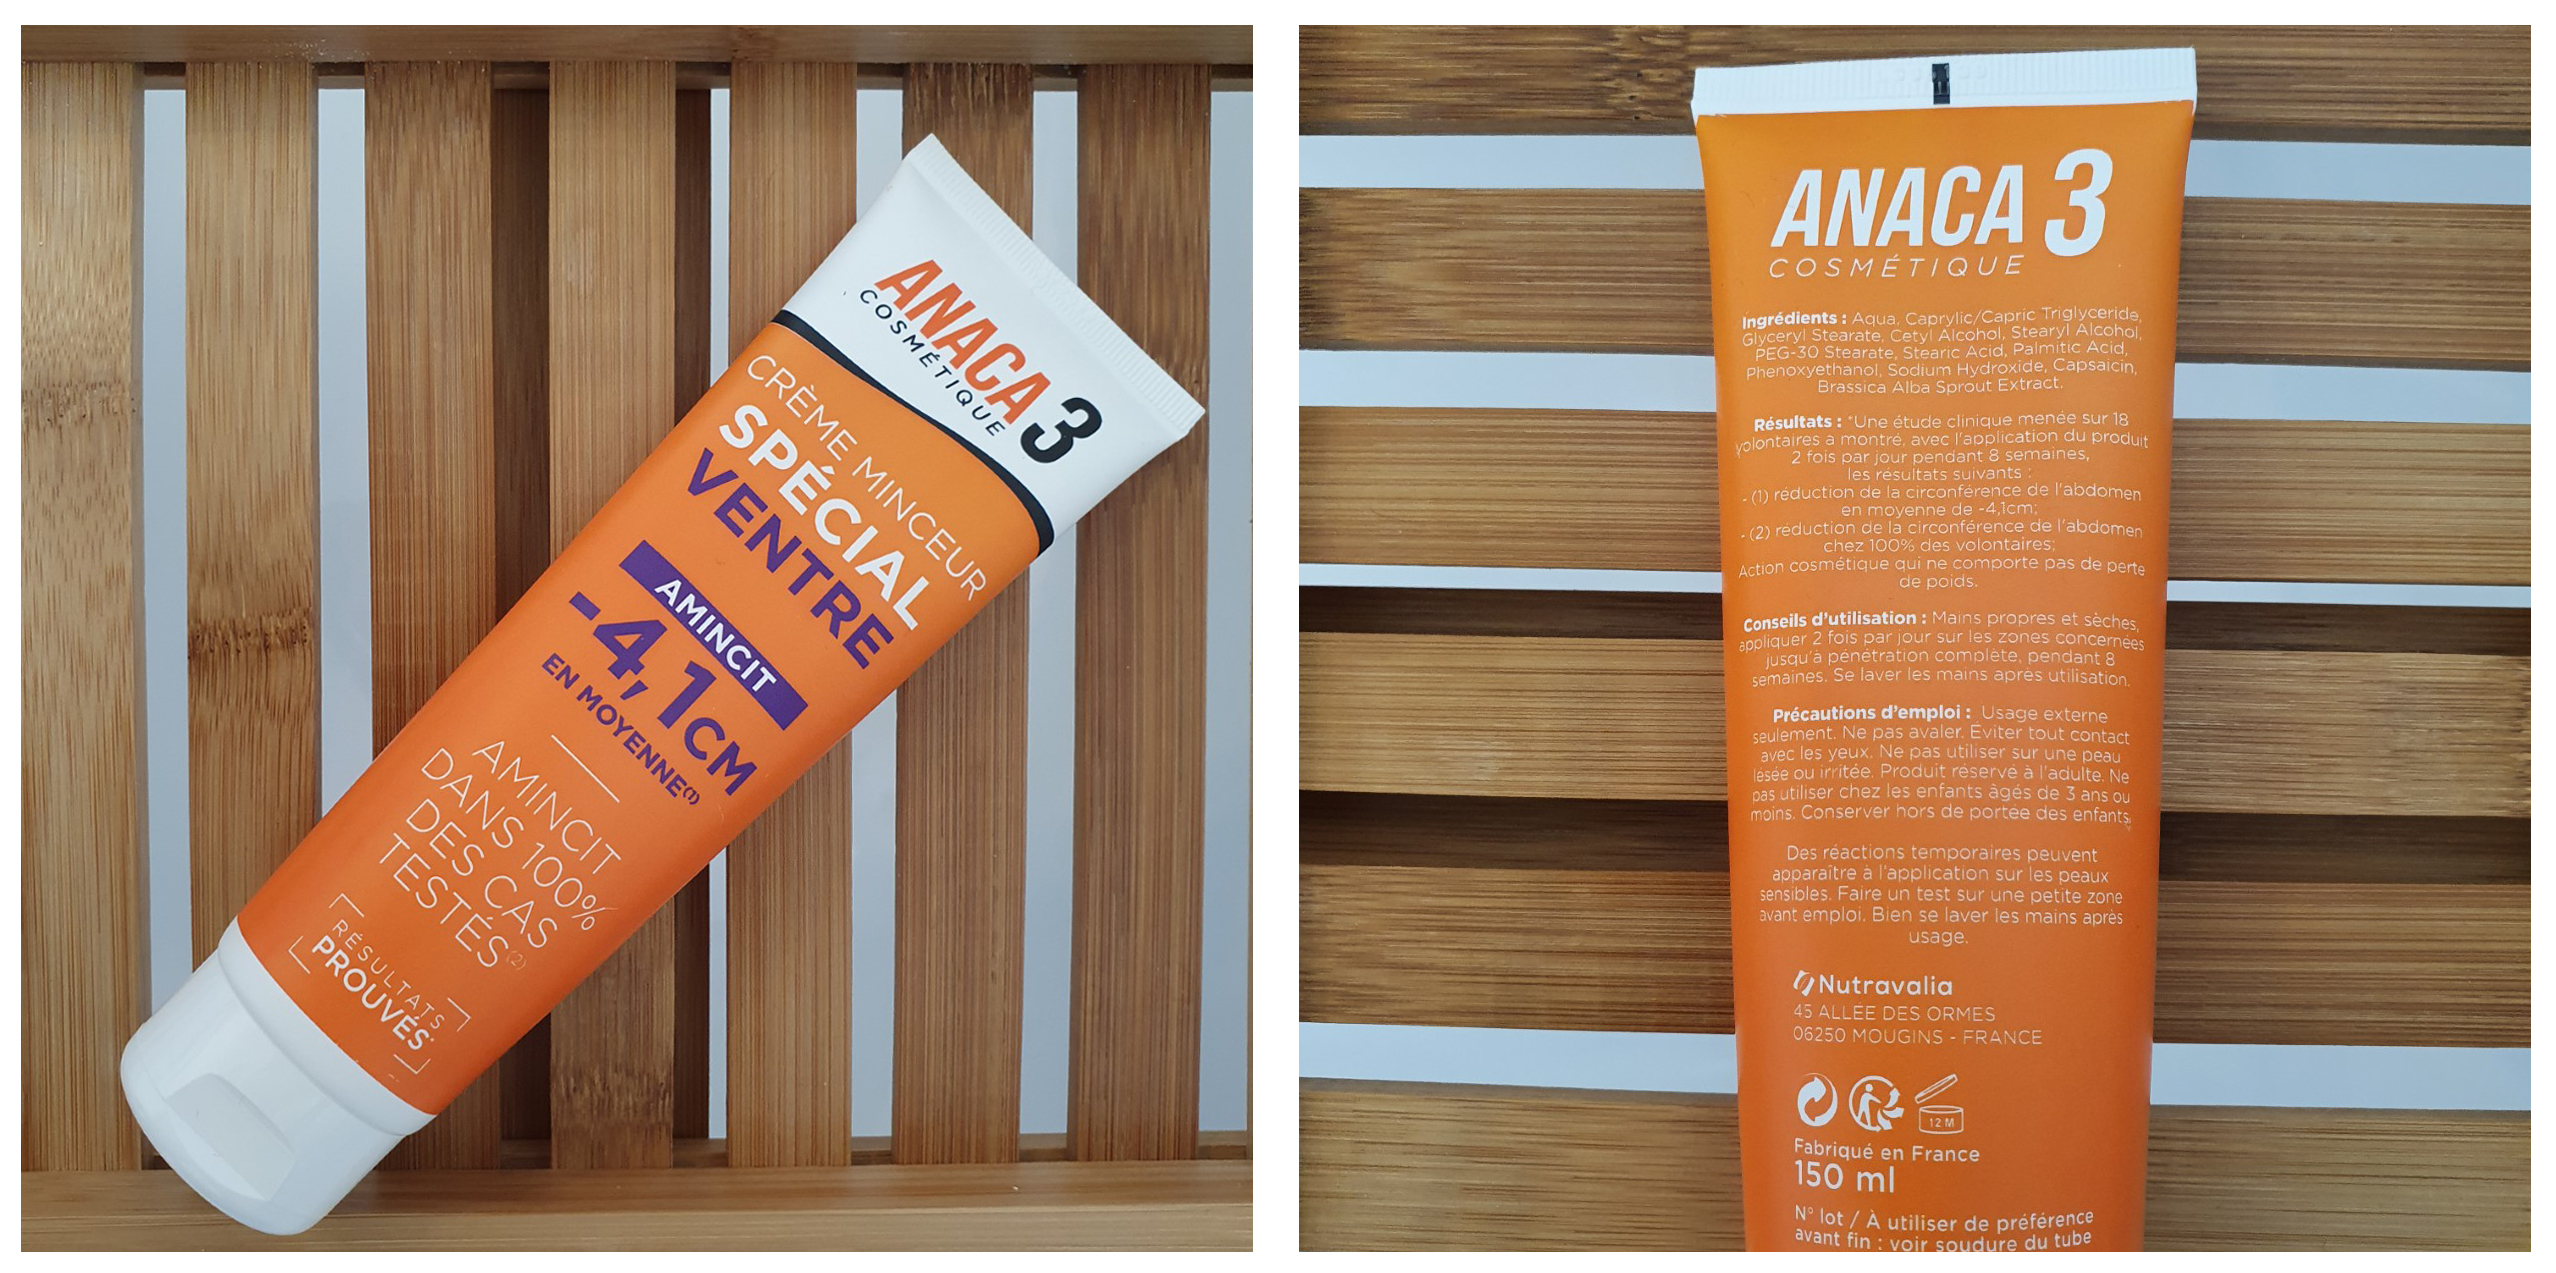 ANACA 3
COSMÉTIQUE
CRÈME MINCEUR
SPÉCIAL
VENTRE
AMINCIT
-4,1CM
EN MOYENNE(1)
AMINCIT
DANS 100%
DES CAS
TESTÉS(2)
RÉSULTATS
PROUVÉS*
ANACA 3
COSMÉTIQUE
Ingrédients : Aqua, Caprylic/Capric Triglyceride,
Glyceryl Stearate, Cetyl Alcohol, Stearyl Alcohol,
PEG-30 Stearate, Stearic Acid, Palmitic Acid,
Phenoxyethanol, Sodium Hydroxide, Capsaicin,
Brassica Alba Sprout Extract.
Résultats : *Une étude clinique menée sur 18
volontaires a montré, avec l'application du produit
2 fois par jour pendant 8 semaines,
les résultats suivants :
- (1) réduction de la circonférence de l'abdomen
en moyenne de -4,1cm;
- (2) réduction de la circonférence de l'abdomen
chez 100% des volontaires;
Action cosmétique qui ne comporte pas de perte
de poids.
Conseils d'utilisation : Mains propres et sèches,
appliquer 2 fois par jour sur les zones concernées
jusqu'à pénétration complète, pendant 8
semaines. Se laver les mains après utilisation.
Précautions d'emploi : Usage externe
seulement. Ne pas avaler. Éviter tout contact
avec les yeux. Ne pas utiliser sur une peau
lésée ou irritée. Produit réservé à l'adulte. Ne
pas utiliser chez les enfants âgés de 3 ans ou
moins. Conserver hors de portée des enfants.
Des réactions temporaires peuvent
apparaître à l'application sur les peaux
sensibles. Faire un test sur une petite zone
avant emploi. Bien se laver les mains après
usage.
Nutravalia
45 ALLÉE DES ORMES
06250 MOUGINS - FRANCE
12 M
Fabriqué en France
150 ml
N° lot / À utiliser de préférence
avant fin : voir soudure du tube